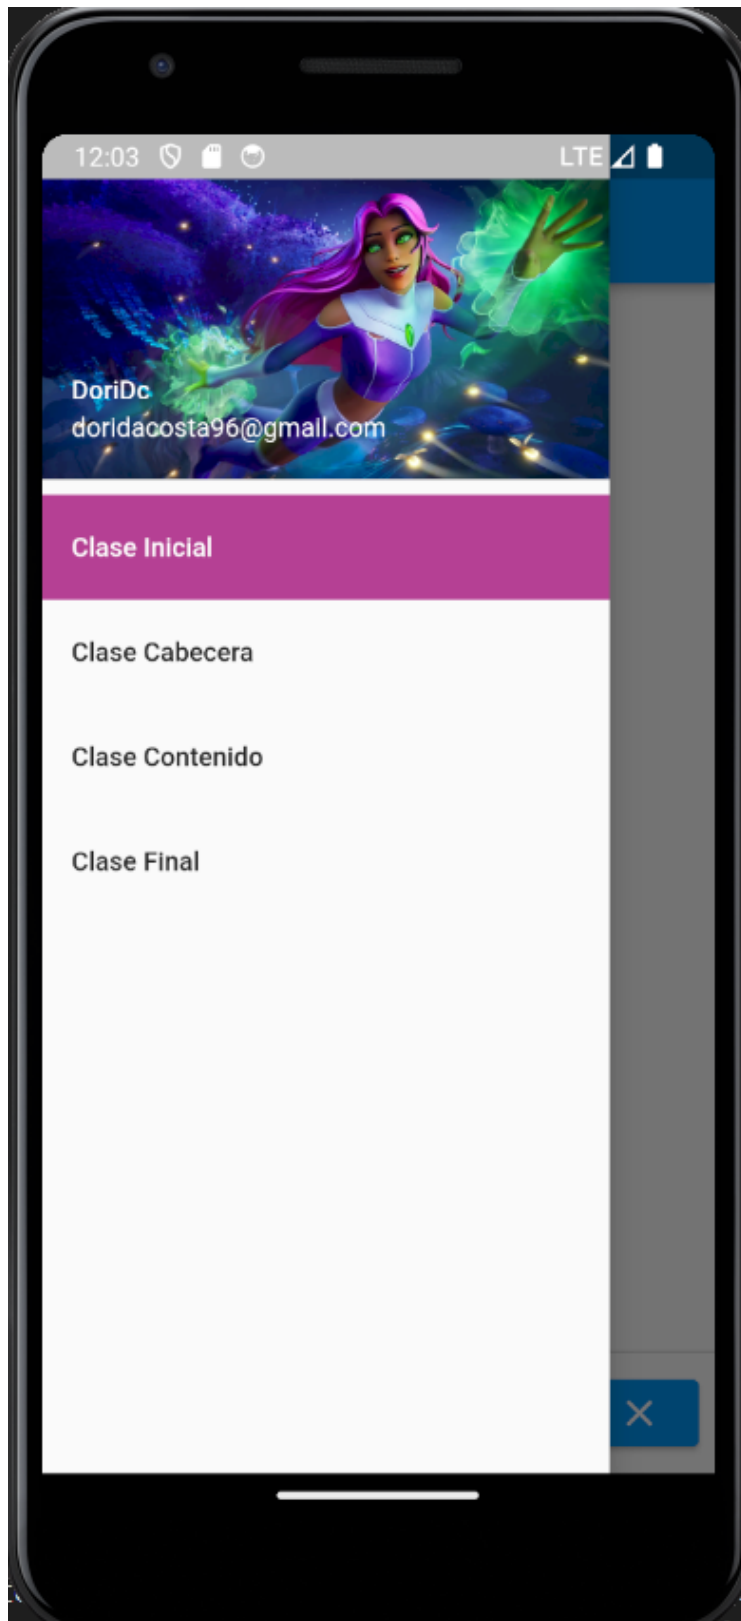 12:03 LTE
DoriDc
doridacosta96@gmail.com
Clase Inicial
Clase Cabecera
Clase Contenido
Clase Final